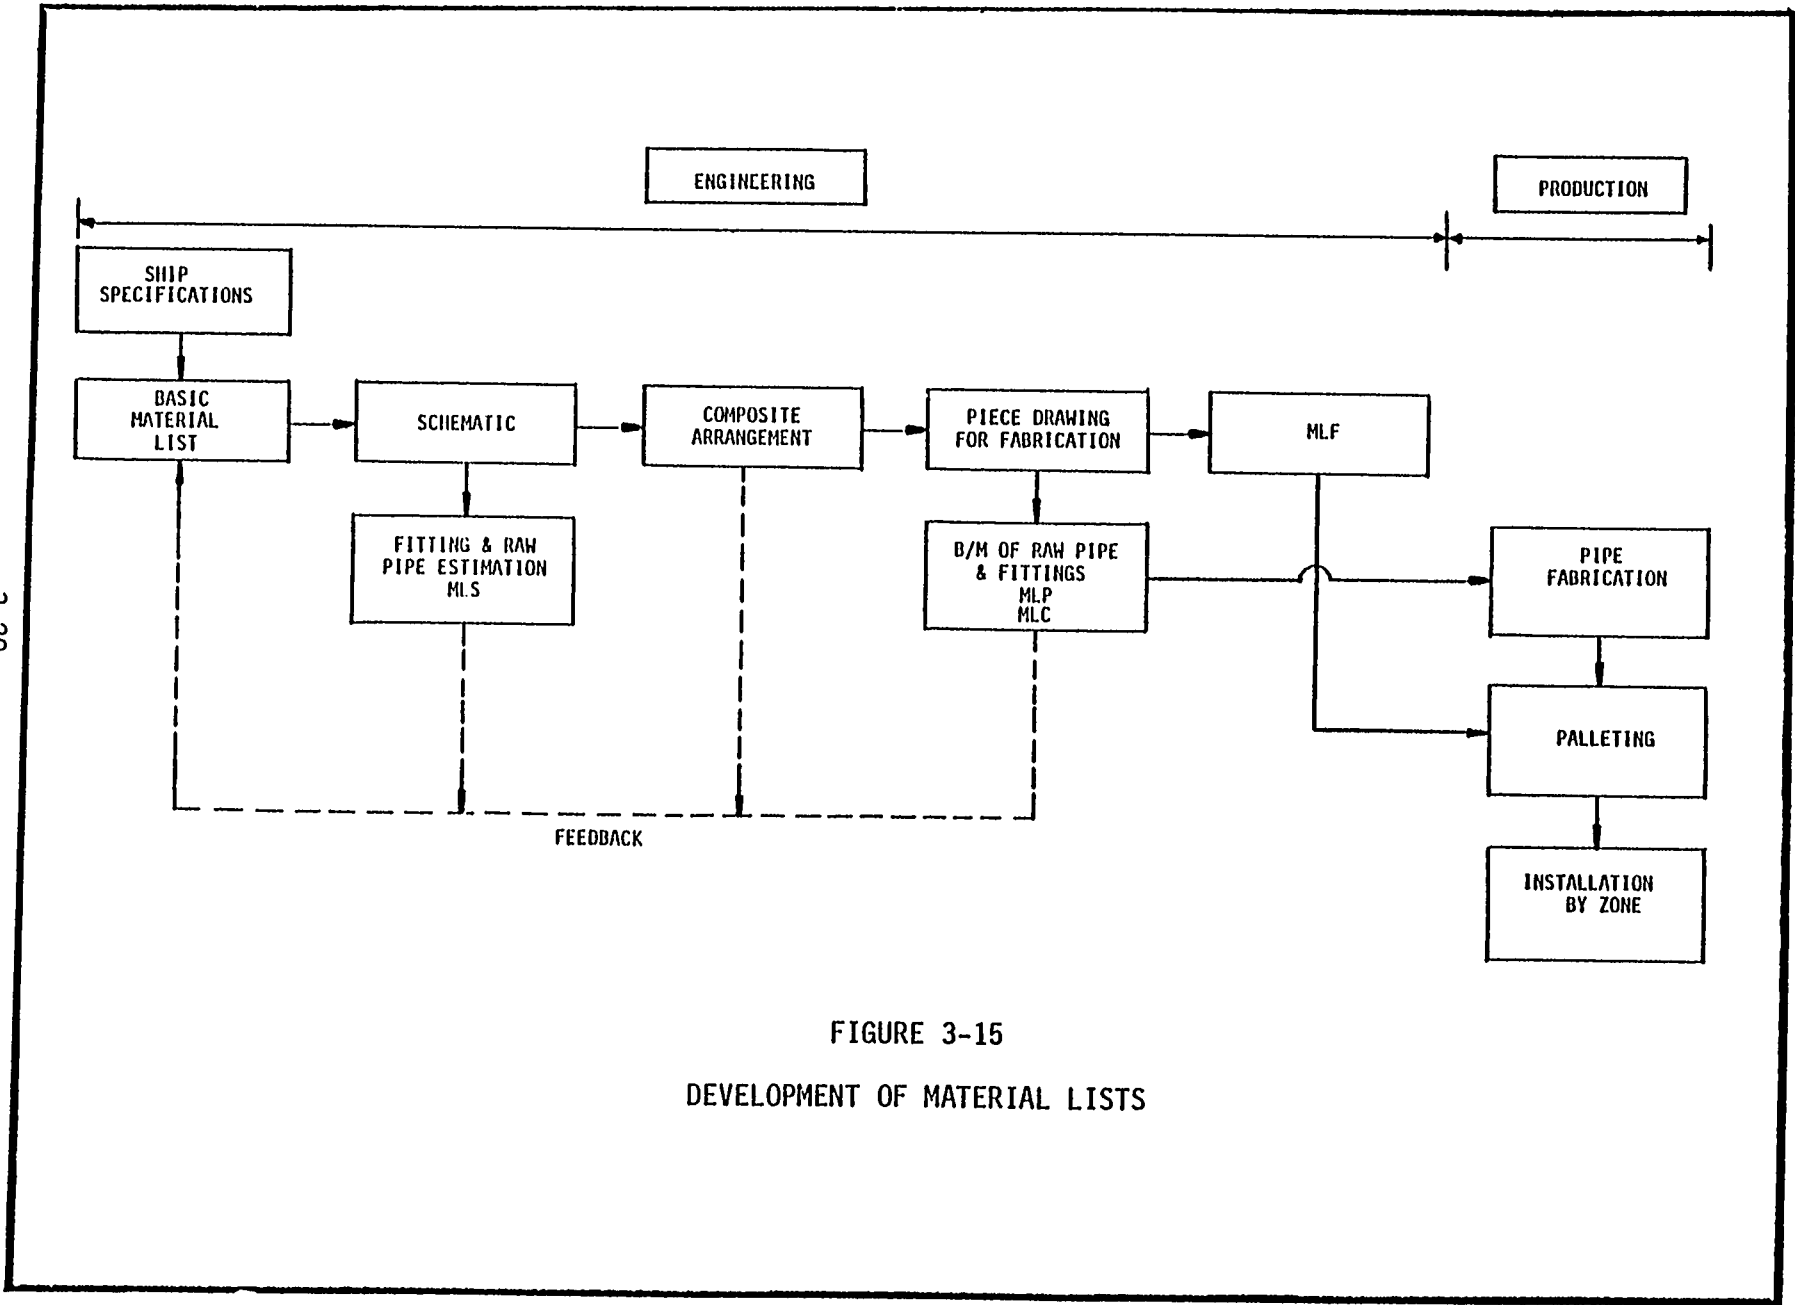 ENGINEERING
PRODUCTION
SHIP
SPECIFICATIONS
BASIC
MATERIAL
LIST
SCHEMATIC
COMPOSITE
ARRANGEMENT
PIECE DRAWING
FOR FABRICATION
MLF
FITTING & RAW
PIPE ESTIMATION
MLS
B/M OF RAW PIPE
& FITTINGS
MLP
MLC
PIPE
FABRICATION
PALLETING
INSTALLATION
BY ZONE
FEEDBACK
FIGURE 3-15
DEVELOPMENT OF MATERIAL LISTS